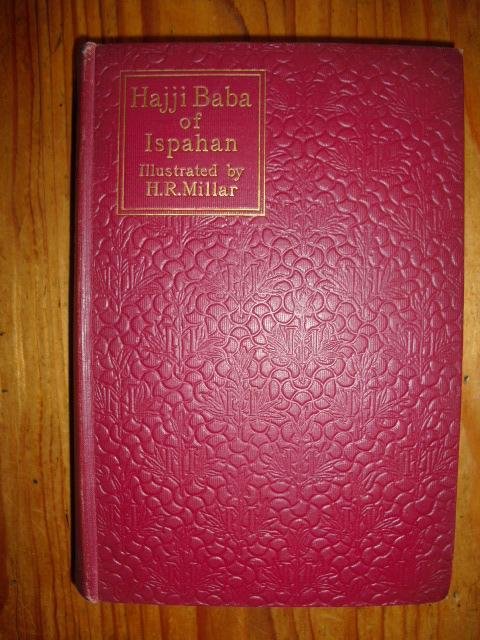 Hajji Baba
of
Ispahan
Illustrated by
H.R.Millar